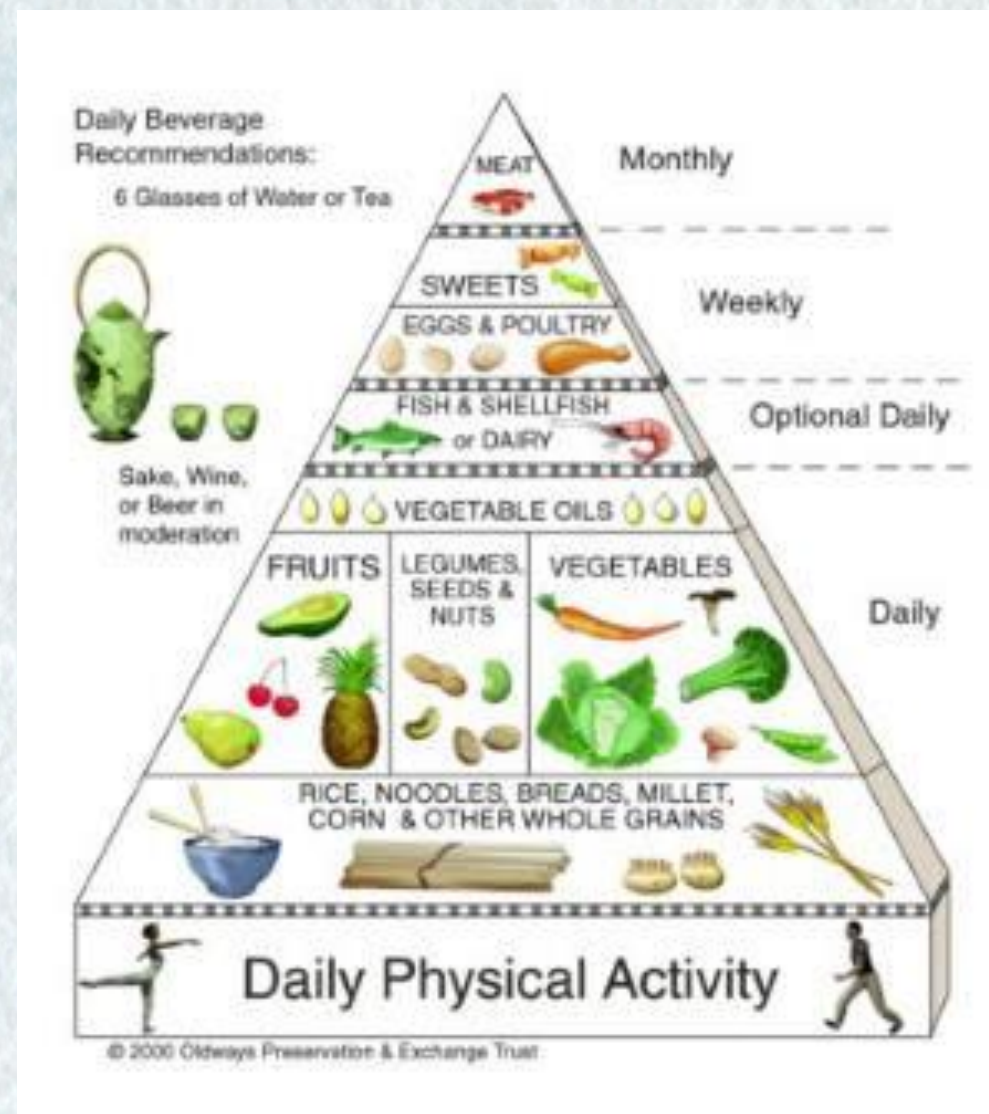 Daily Beverage
Recommendations:
6 Glasses of Water or Tea
Sake, Wine,
or Beer in
moderation
MEAT
Monthly
SWEETS
Weekly
EGGS & POULTRY
FISH & SHELLFISH
or DAIRY
Optional Daily
VEGETABLE OILS
FRUITS
LEGUMES,
SEEDS &
NUTS
VEGETABLES
Daily
RICE, NOODLES, BREADS, MILLET,
CORN & OTHER WHOLE GRAINS
Daily Physical Activity
© 2000 Oldways Preservation & Exchange Trust